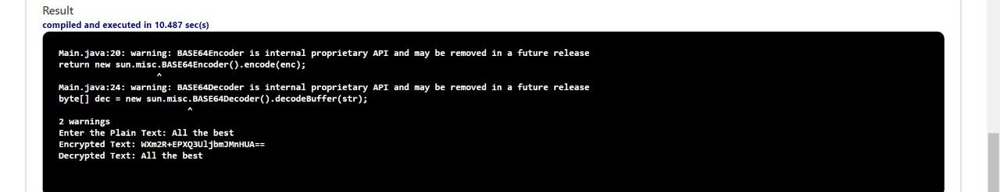 Result
compiled and executed in 10.487 sec(s)
Main.java:20: warning: BASE64Encoder is internal proprietary API and may be removed in a future release
return new sun.misc.BASE64Encoder().encode(enc);
^
Main.java:24: warning: BASE64Decoder is internal proprietary API and may be removed in a future release
byte[] dec = new sun.misc.BASE64Decoder().decodeBuffer(str);
^
2 warnings
Enter the Plain Text: All the best
Encrypted Text: WXm2R+EPXQ3UljbmJMnHUA==
Decrypted Text: All the best